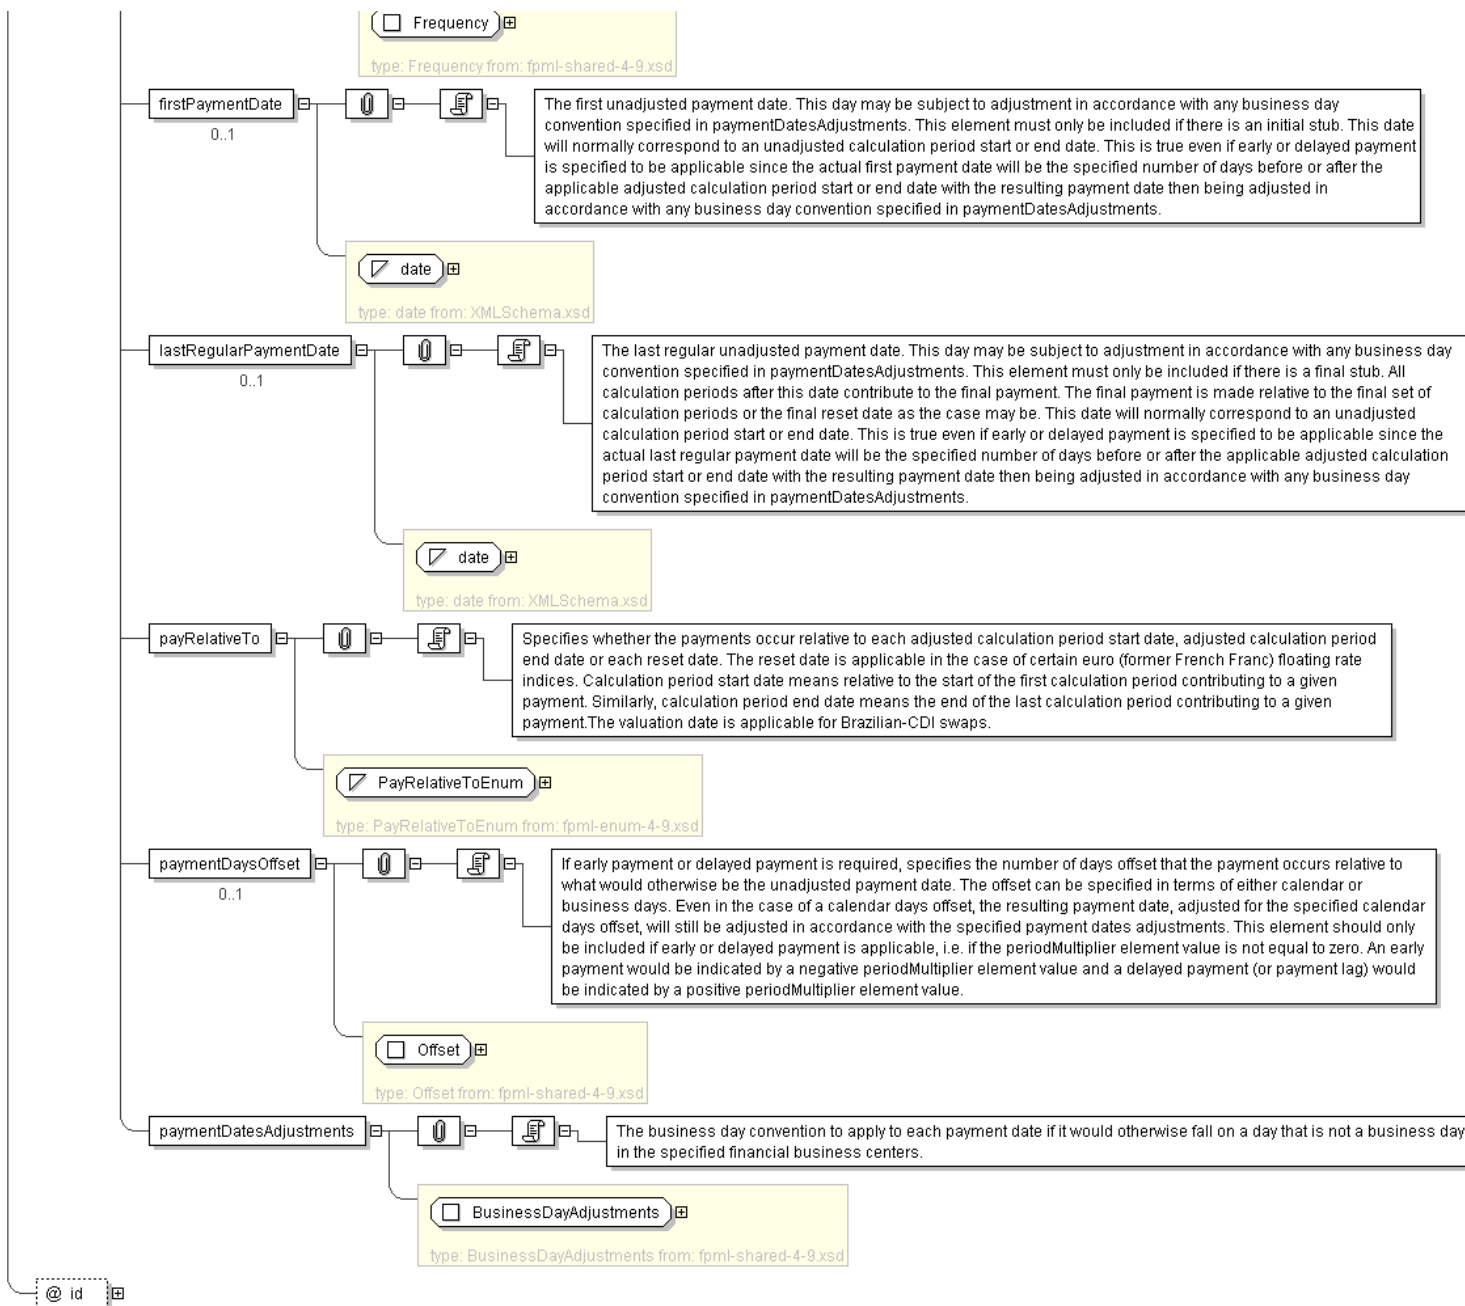 Frequency
type: Frequency from: fpml-shared-4-9.xsd
firstPaymentDate
0..1
The first unadjusted payment date. This day may be subject to adjustment in accordance with any business day
convention specified in paymentDatesAdjustments. This element must only be included if there is an initial stub. This date
will normally correspond to an unadjusted calculation period start or end date. This is true even if early or delayed payment
is specified to be applicable since the actual first payment date will be the specified number of days before or after the
applicable adjusted calculation period start or end date with the resulting payment date then being adjusted in
accordance with any business day convention specified in paymentDatesAdjustments.
date
type: date from: XMLSchema.xsd
lastRegularPaymentDate
0..1
The last regular unadjusted payment date. This day may be subject to adjustment in accordance with any business day
convention specified in paymentDatesAdjustments. This element must only be included if there is a final stub. All
calculation periods after this date contribute to the final payment. The final payment is made relative to the final set of
calculation periods or the final reset date as the case may be. This date will normally correspond to an unadjusted
calculation period start or end date. This is true even if early or delayed payment is specified to be applicable since the
actual last regular payment date will be the specified number of days before or after the applicable adjusted calculation
period start or end date with the resulting payment date then being adjusted in accordance with any business day
convention specified in paymentDatesAdjustments.
date
type: date from: XMLSchema.xsd
payRelativeTo
Specifies whether the payments occur relative to each adjusted calculation period start date, adjusted calculation period
end date or each reset date. The reset date is applicable in the case of certain euro (former French Franc) floating rate
indices. Calculation period start date means relative to the start of the first calculation period contributing to a given
payment. Similarly, calculation period end date means the end of the last calculation period contributing to a given
payment.The valuation date is applicable for Brazilian-CDI swaps.
PayRelativeToEnum
type: PayRelativeToEnum from: fpml-enum-4-9.xsd
paymentDaysOffset
0..1
If early payment or delayed payment is required, specifies the number of days offset that the payment occurs relative to
what would otherwise be the unadjusted payment date. The offset can be specified in terms of either calendar or
business days. Even in the case of a calendar days offset, the resulting payment date, adjusted for the specified calendar
days offset, will still be adjusted in accordance with the specified payment dates adjustments. This element should only
be included if early or delayed payment is applicable, i.e. if the periodMultiplier element value is not equal to zero. An early
payment would be indicated by a negative periodMultiplier element value and a delayed payment (or payment lag) would
be indicated by a positive periodMultiplier element value.
Offset
type: Offset from: fpml-shared-4-9.xsd
paymentDatesAdjustments
The business day convention to apply to each payment date if it would otherwise fall on a day that is not a business day
in the specified financial business centers.
BusinessDayAdjustments
type: BusinessDayAdjustments from: fpml-shared-4-9.xsd
@ id